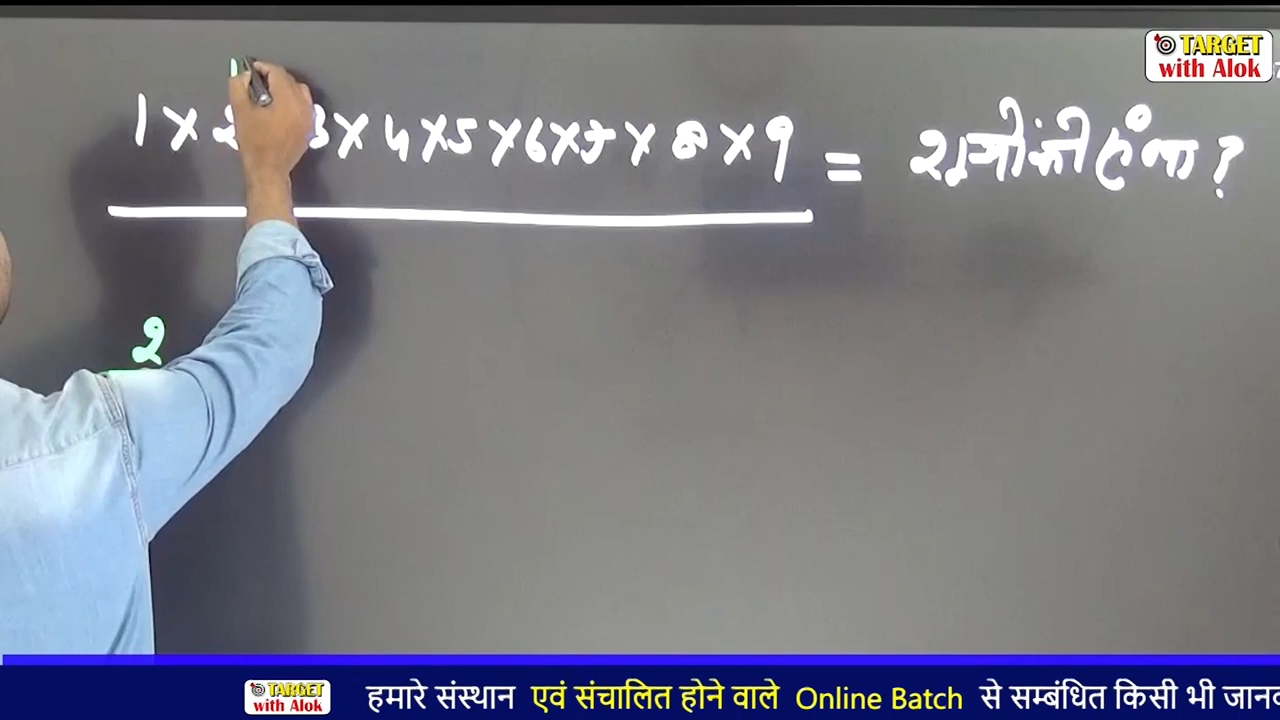 TARGET
with Alok
1 × 2 3 × 4 × 5 × 6 × 7 × 8 × 9 = शून्यों की संख्या ?
2
TARGET
with Alok
हमारे संस्थान एवं संचालित होने वाले Online Batch से सम्बंधित किसी भी जानक